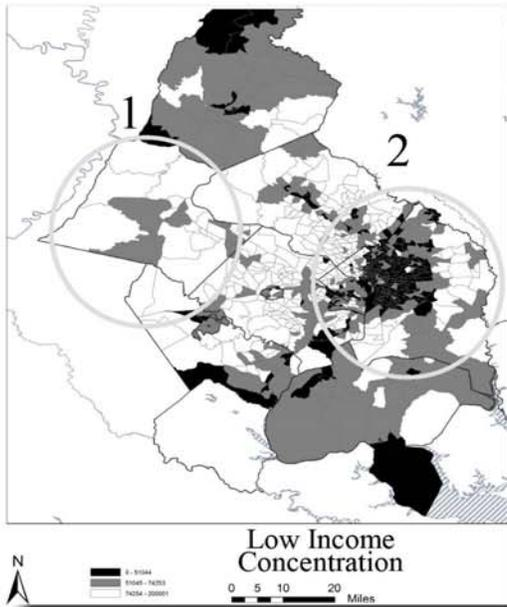 1
2
Low Income
Concentration
N
0 - 51044
51045 - 74253
74254 - 200001
0 5 10 20
Miles